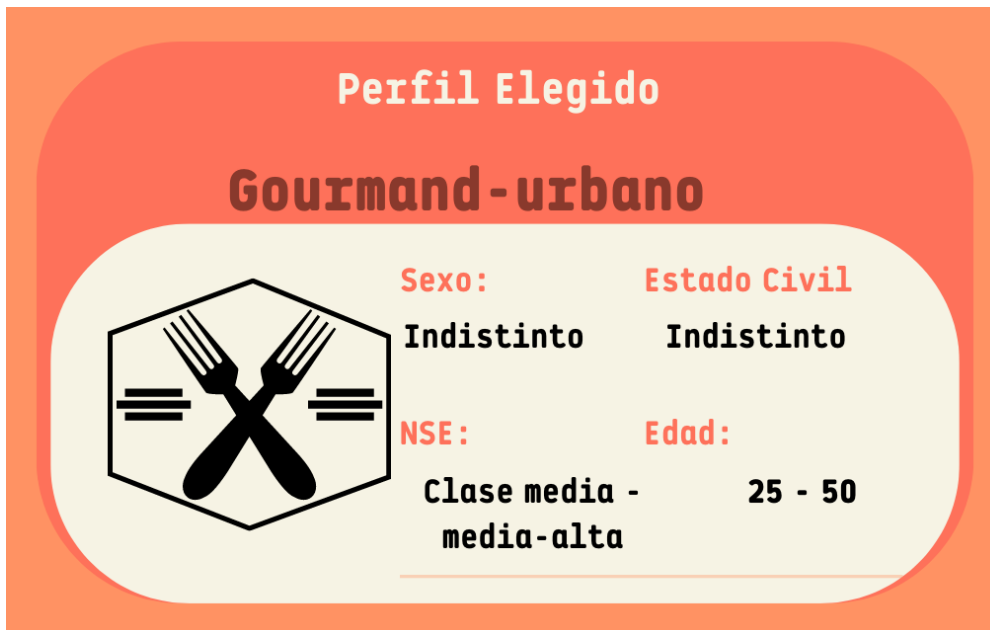 Perfil Elegido
Gourmand-urbano
Sexo:
Indistinto
Estado Civil
Indistinto
NSE:
Clase media -
media-alta
Edad:
25 - 50